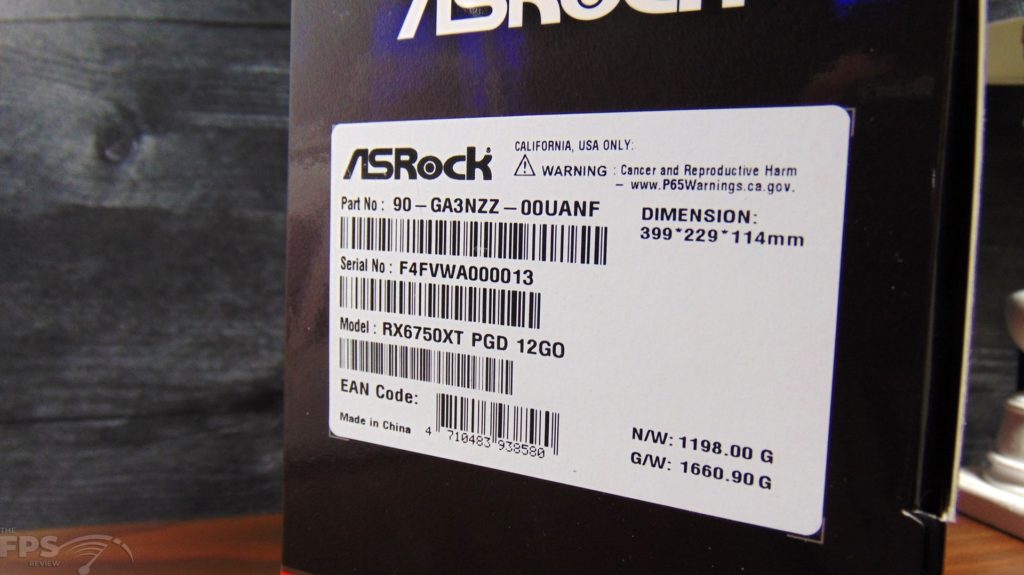 ASRock
ASRock
CALIFORNIA, USA ONLY:
WARNING : Cancer and Reproductive Harm
– www.P65Warnings.ca.gov.
Part No : 90-GA3NZZ-00UANF
DIMENSION:
399*229*114mm
Serial No : F4FVWA000013
Model : RX6750XT PGD 12GO
EAN Code:
4 710483 938580
Made in China
N/W: 1198.00 G
G/W: 1660.90 G
THE
FPS
REVIEW